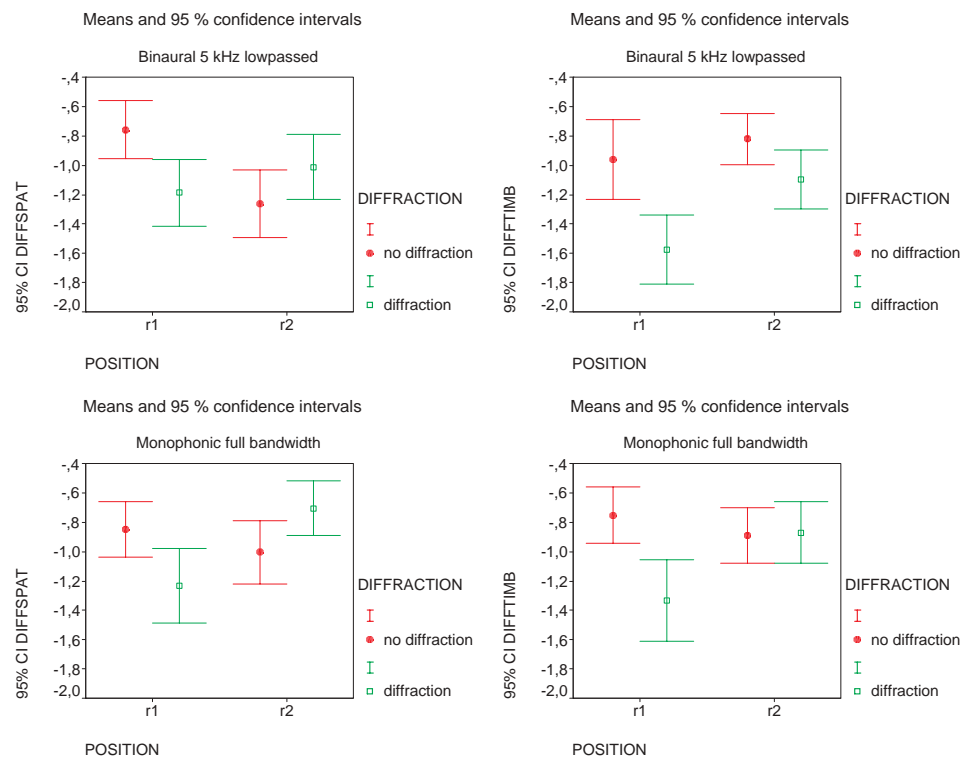 Means and 95 % confidence intervals
Binaural 5 kHz lowpassed
-,4
-,6
-,8
-1,0
-1,2
-1,4
-1,6
-1,8
-2,0
95% CI DIFFSPAT
r1
r2
POSITION
DIFFRACTION
no diffraction
diffraction
Means and 95 % confidence intervals
Binaural 5 kHz lowpassed
-,4
-,6
-,8
-1,0
-1,2
-1,4
-1,6
-1,8
-2,0
95% CI DIFFTIMB
r1
r2
POSITION
DIFFRACTION
no diffraction
diffraction
Means and 95 % confidence intervals
Monophonic full bandwidth
-,4
-,6
-,8
-1,0
-1,2
-1,4
-1,6
-1,8
-2,0
95% CI DIFFSPAT
r1
r2
POSITION
DIFFRACTION
no diffraction
diffraction
Means and 95 % confidence intervals
Monophonic full bandwidth
-,4
-,6
-,8
-1,0
-1,2
-1,4
-1,6
-1,8
-2,0
95% CI DIFFTIMB
r1
r2
POSITION
DIFFRACTION
no diffraction
diffraction